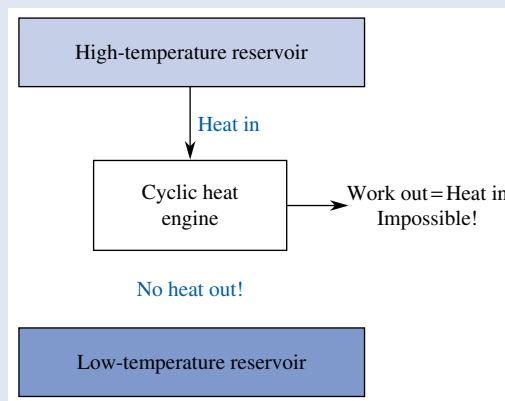 High-temperature reservoir
Heat in
Cyclic heat
engine
Work out=Heat in
Impossible!
No heat out!
Low-temperature reservoir